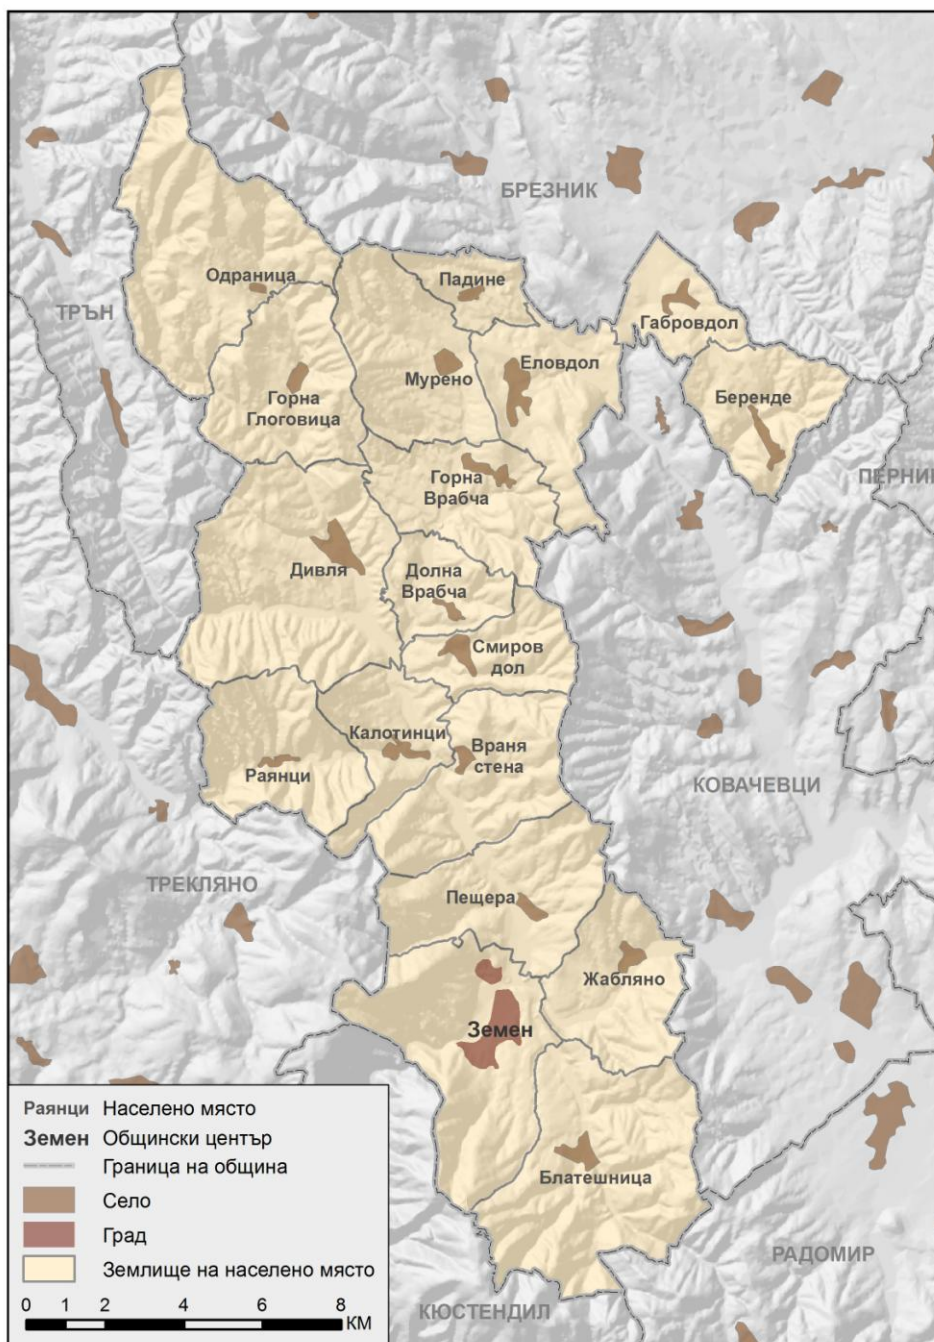 БРЕЗНИК
Одраница
Падине
ТРЪН
Габровдол
Мурено
Еловдол
Горна
Глоговица
Беренде
ПЕРНИК
Горна
Врабча
Дивля
Долна
Врабча
Смиров
дол
Калотинци
Враня
стена
Раянци
КОВАЧЕВЦИ
ТРЕКЛЯНО
Пещера
Жабляно
Земен
Блатешница
РАДОМИР
КЮСТЕНДИЛ
Раянци Населено място
Земен Общински център
Граница на община
Село
Град
Землище на населено място
0 1 2 4 6 8
КМ